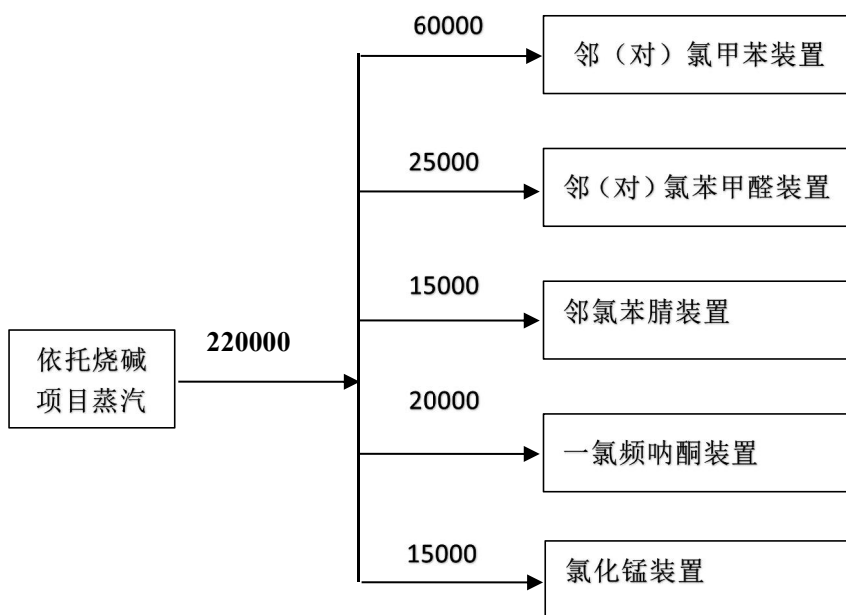 60000
邻（对）氯甲苯装置
25000
邻（对）氯苯甲醛装置
15000
邻氯苯腈装置
220000
依托烧碱
项目蒸汽
20000
一氯频呐酮装置
15000
氯化锰装置